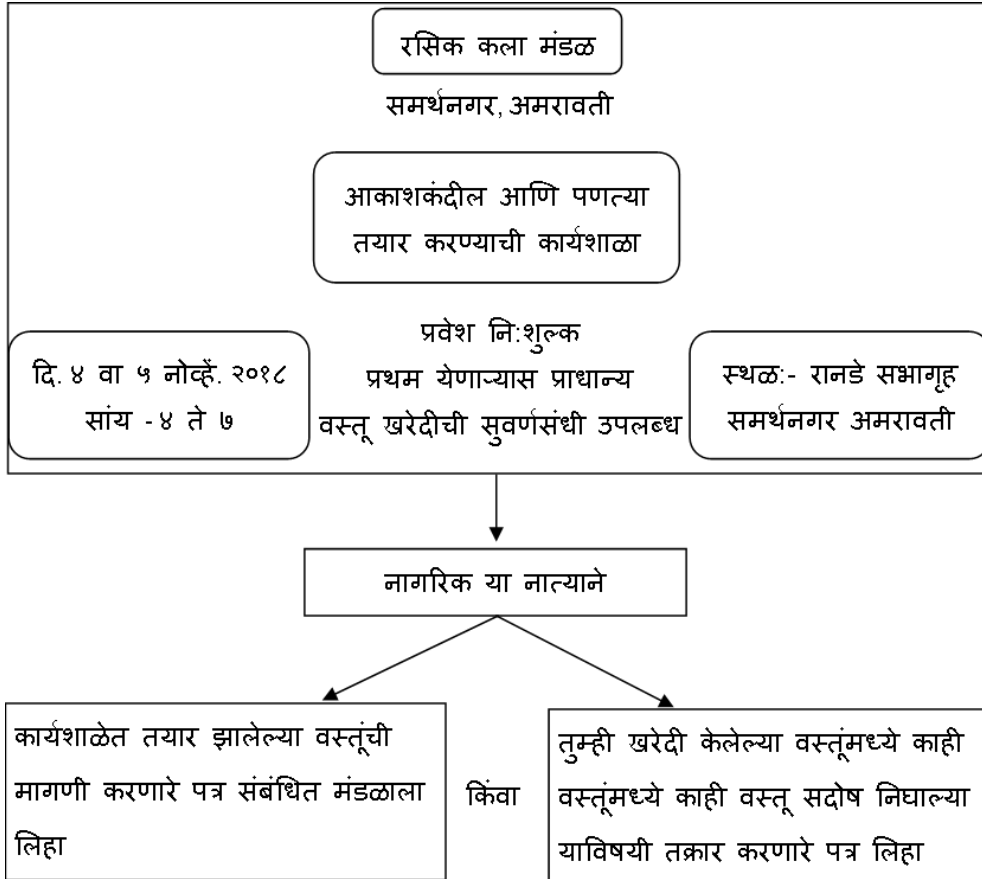 रसिक कला मंडळ
समर्थनगर, अमरावती
आकाशकंदील आणि पणत्या
तयार करण्याची कार्यशाळा
प्रवेश नि:शुल्क
प्रथम येणाऱ्यास प्राधान्य
वस्तू खरेदीची सुवर्णसंधी उपलब्ध
दि. ४ वा ५ नोव्हें. २०१८
सांय - ४ ते ७
स्थळ:- रानडे सभागृह
समर्थनगर अमरावती
नागरिक या नात्याने
कार्यशाळेत तयार झालेल्या वस्तूंची
मागणी करणारे पत्र संबंधित मंडळाला
लिहा
किंवा
तुम्ही खरेदी केलेल्या वस्तूंमध्ये काही
वस्तूंमध्ये काही वस्तू सदोष निघाल्या
याविषयी तक्रार करणारे पत्र लिहा